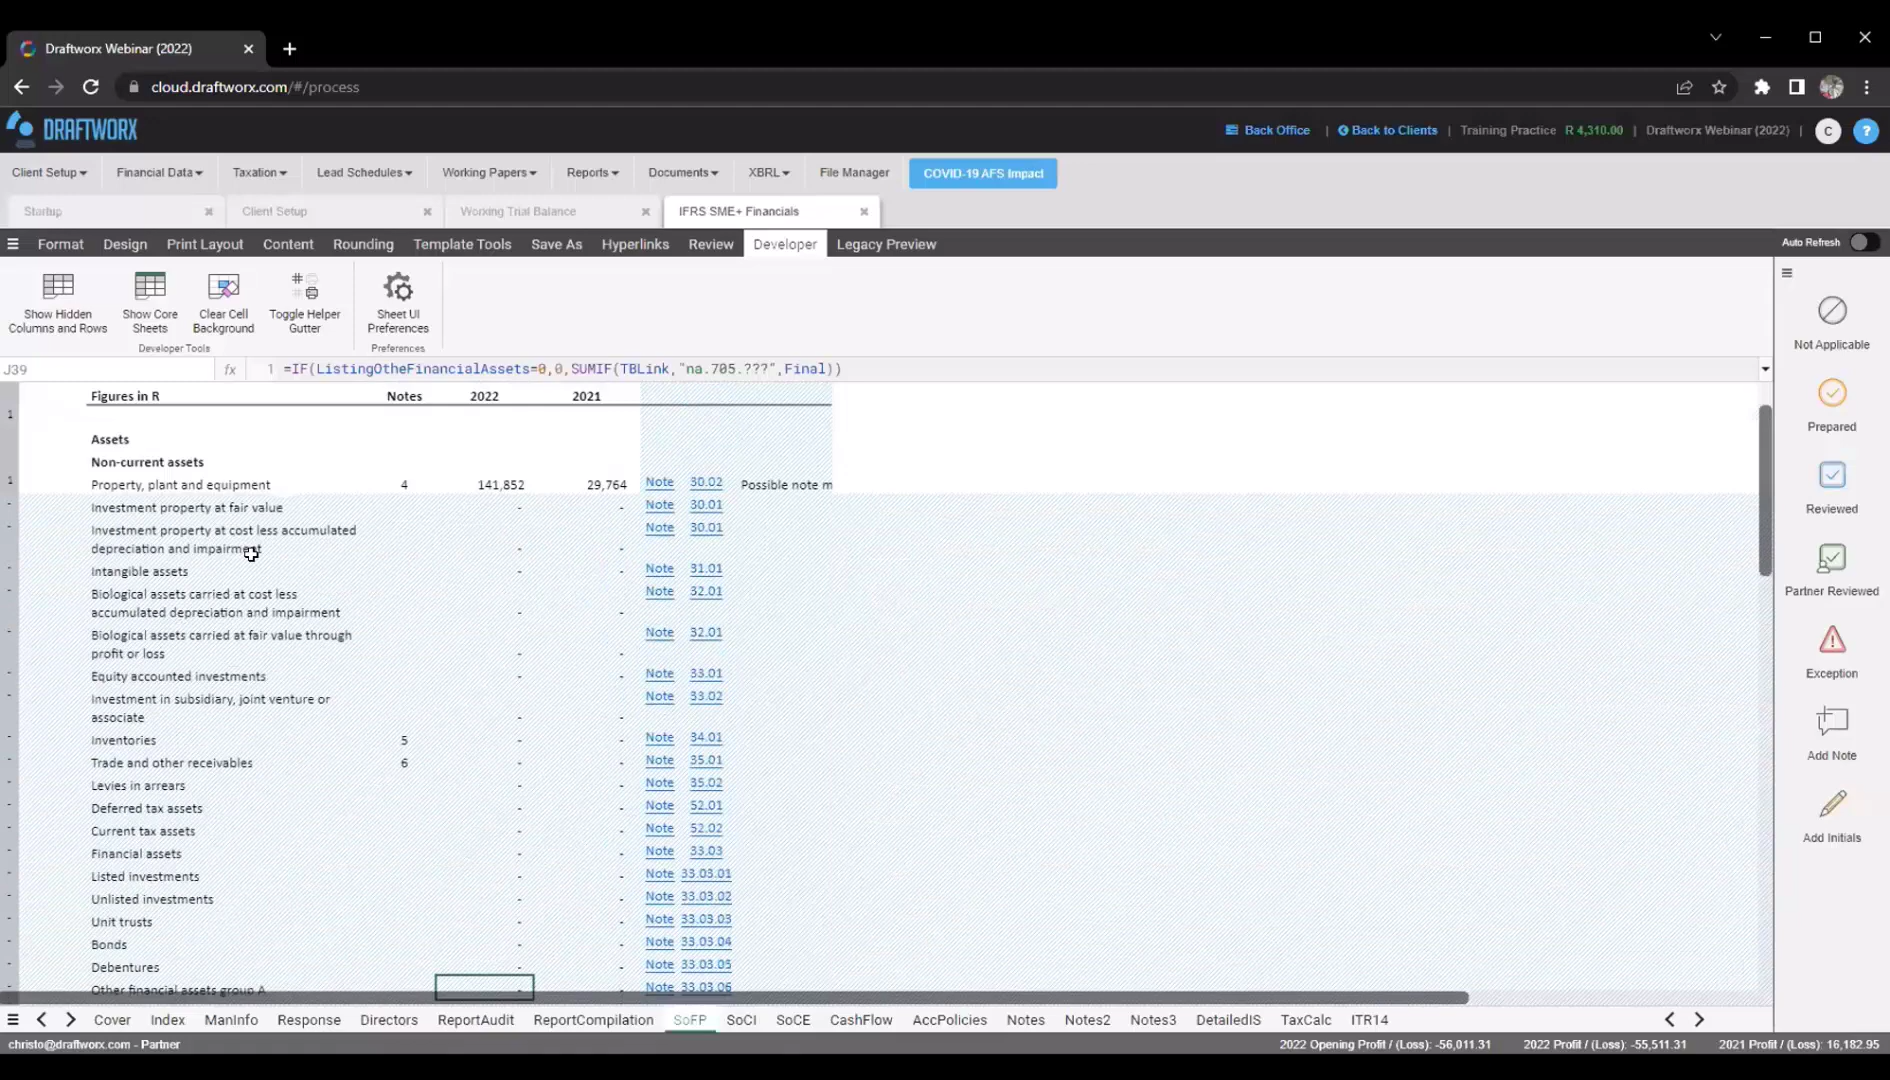 Draftworx Webinar (2022)
cloud.draftworx.com/#/process
DRAFTWORX
Back Office | Back to Clients | Training Practice R 4,310.00 | Draftworx Webinar (2022) | C ?
Client Setup Financial Data Taxation Lead Schedules Working Papers Reports Documents XBRL File Manager COVID-19 AFS Impact
Startup Client Setup Working Trial Balance IFRS SME+ Financials
Format Design Print Layout Content Rounding Template Tools Save As Hyperlinks Review Developer Legacy Preview Auto Refresh
Show Hidden Columns and Rows
Show Core Sheets
Clear Cell Background
Toggle Helper Gutter
Sheet UI Preferences
Developer Tools Preferences
J39 fx 1 =IF(ListingOtheFinancialAssets=0,0,SUMIF(TBLink,"na.705.???",Final))
Figures in R Notes 2022 2021
1
Assets
Non-current assets
1 Property, plant and equipment 4 141,852 29,764 Note 30.02 Possible note m
- Investment property at fair value - - Note 30.01
- Investment property at cost less accumulated Note 30.01
depreciation and impairment - -
- Intangible assets - - Note 31.01
- Biological assets carried at cost less Note 32.01
accumulated depreciation and impairment - -
- Biological assets carried at fair value through Note 32.01
profit or loss - -
- Equity accounted investments - - Note 33.01
- Investment in subsidiary, joint venture or Note 33.02
associate - -
- Inventories 5 - - Note 34.01
- Trade and other receivables 6 - - Note 35.01
- Levies in arrears - - Note 35.02
- Deferred tax assets - - Note 52.01
- Current tax assets - - Note 52.02
- Financial assets - - Note 33.03
- Listed investments - - Note 33.03.01
- Unlisted investments - - Note 33.03.02
- Unit trusts - - Note 33.03.03
- Bonds - - Note 33.03.04
- Debentures - - Note 33.03.05
- Other financial assets group A - - Note 33.03.06
Not Applicable
Prepared
Reviewed
Partner Reviewed
Exception
Add Note
Add Initials
Cover Index ManInfo Response Directors ReportAudit ReportCompilation SoFP SoCI SoCE CashFlow AccPolicies Notes Notes2 Notes3 DetailedIS TaxCalc ITR14
christo@draftworx.com - Partner 2022 Opening Profit / (Loss): -56,011.31 2022 Profit / (Loss): -55,511.31 2021 Profit / (Loss): 16,182.95